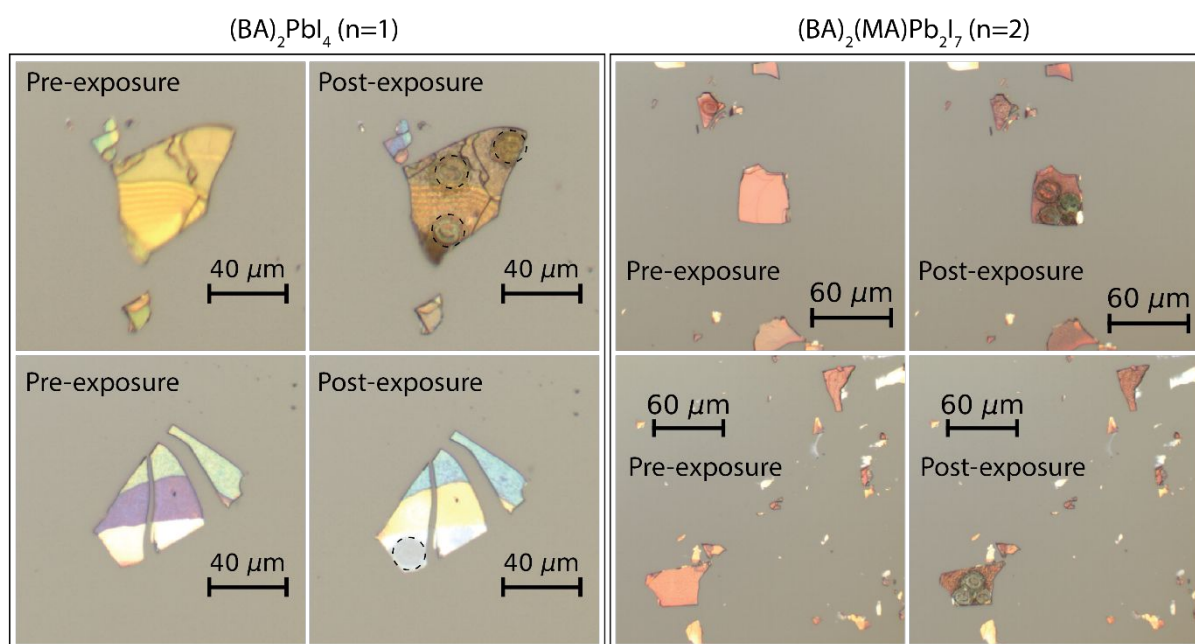 (BA)₂PbI₄ (n=1)
(BA)₂(MA)Pb₂I₇ (n=2)
Pre-exposure
Post-exposure
40 μm
40 μm
Pre-exposure
Post-exposure
60 μm
60 μm
Pre-exposure
Post-exposure
40 μm
40 μm
60 μm
60 μm
Pre-exposure
Post-exposure